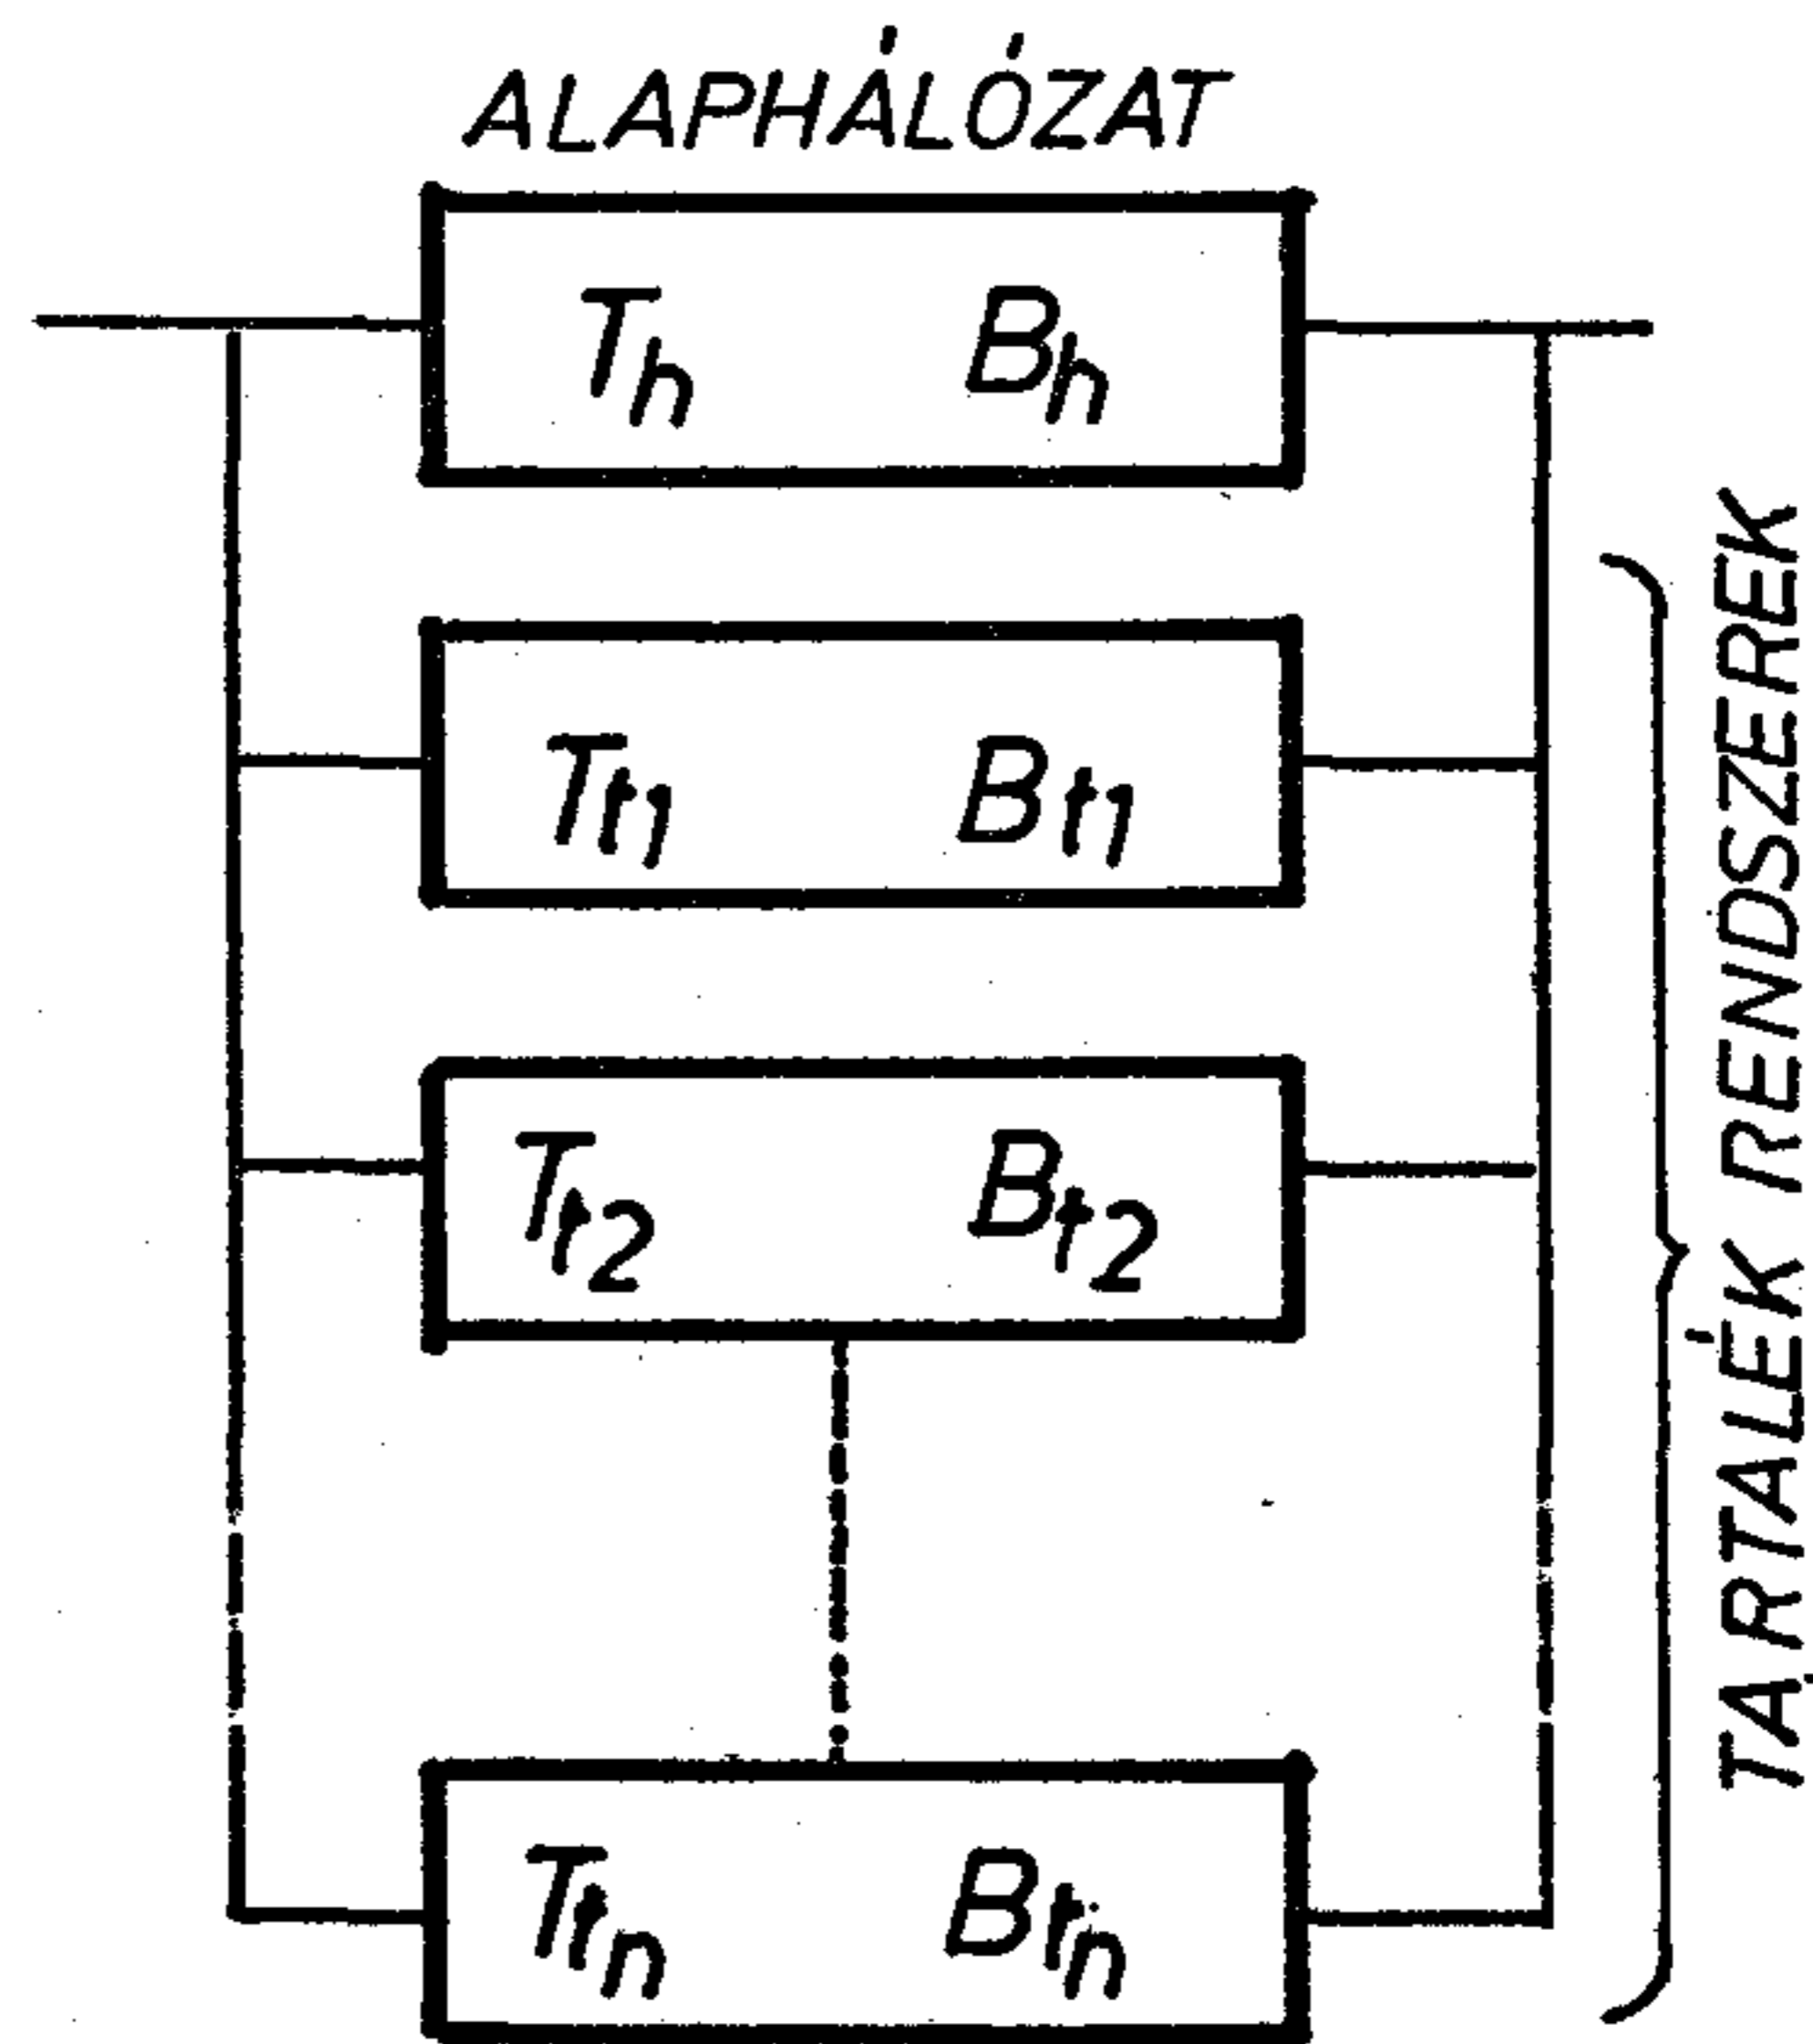 ALAPHÁLÓZAT
Th Bh
Tt1 Bt1
Tt2 Bt2
Ttn Btn
TARTALÉK RENDSZEREK